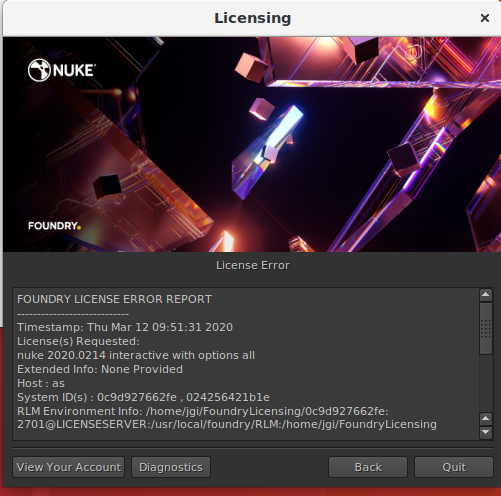 Licensing
NUKE
FOUNDRY.
License Error
FOUNDRY LICENSE ERROR REPORT
----------------------------
Timestamp: Thu Mar 12 09:51:31 2020
License(s) Requested:
nuke 2020.0214 interactive with options all
Extended Info: None Provided
Host : as
System ID(s) : 0c9d927662fe , 024256421b1e
RLM Environment Info: /home/jgi/FoundryLicensing/0c9d927662fe:
2701@LICENSESERVER:/usr/local/foundry/RLM:/home/jgi/FoundryLicensing
View Your Account Diagnostics Back Quit